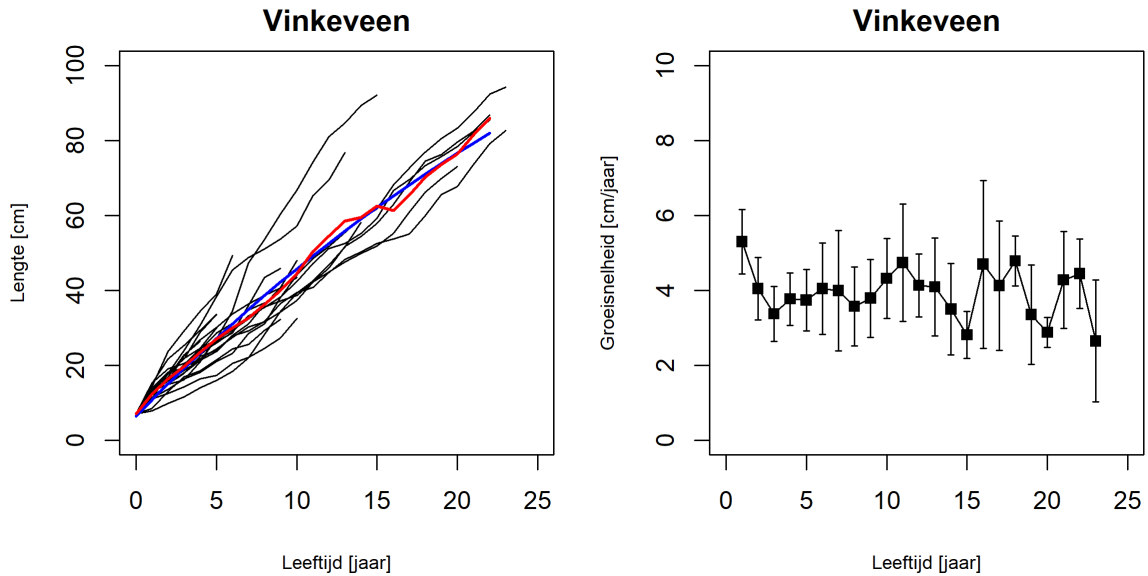 Vinkeveen
Lengte [cm]
100
80
60
40
20
0
0 5 10 15 20 25
Leeftijd [jaar]
Vinkeveen
Groeisnelheid [cm/jaar]
10
8
6
4
2
0
0 5 10 15 20 25
Leeftijd [jaar]